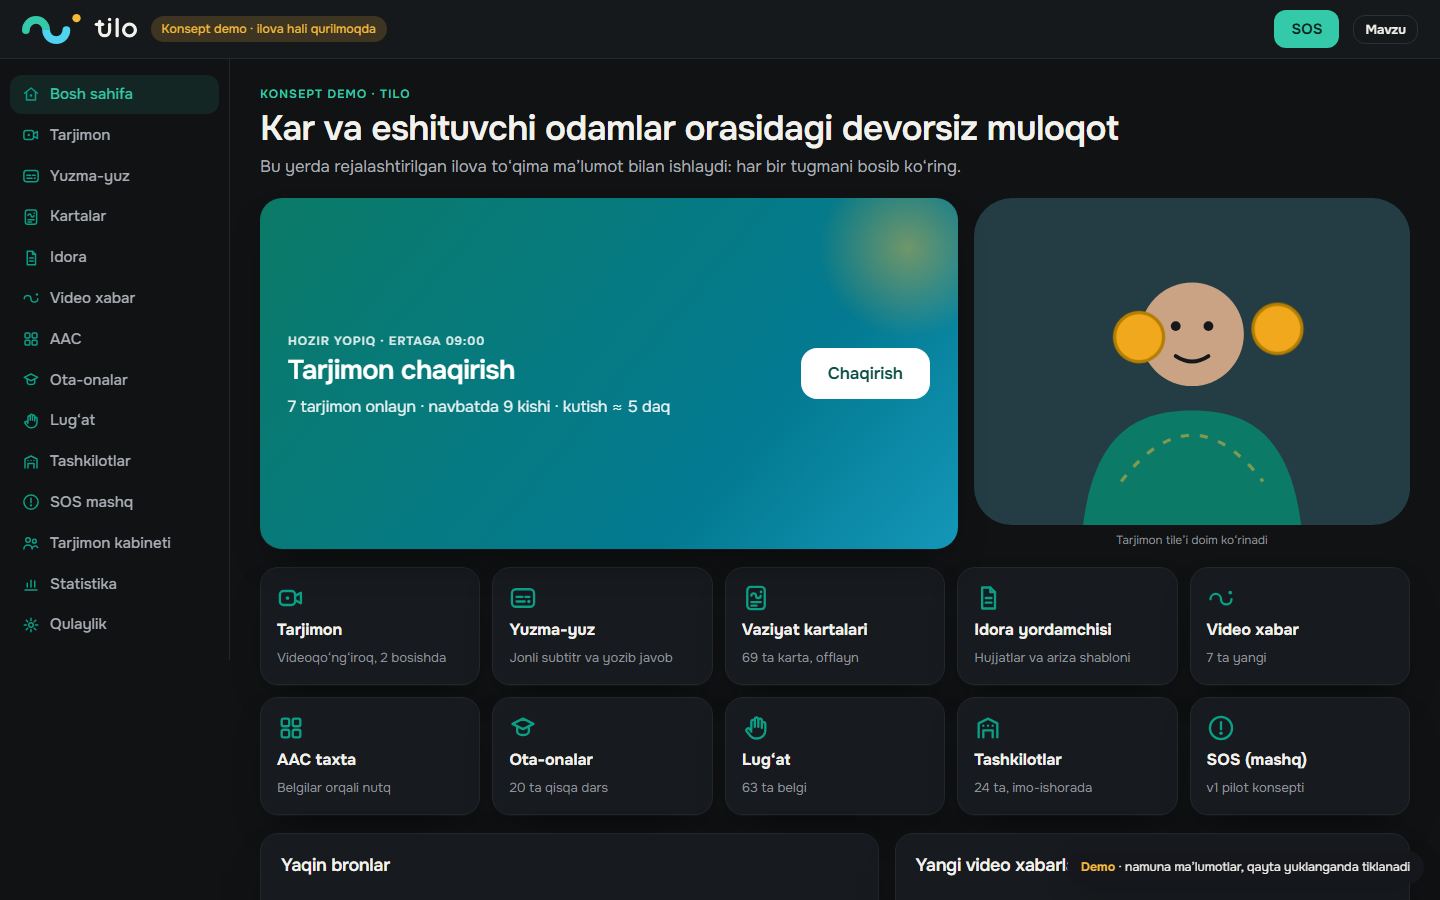 tilo
Konsept demo · ilova hali qurilmoqda
SOS
Mavzu
Bosh sahifa
Tarjimon
Yuzma-yuz
Kartalar
Idora
Video xabar
AAC
Ota-onalar
Lug‘at
Tashkilotlar
SOS mashq
Tarjimon kabineti
Statistika
Qulaylik
KONSEPT DEMO · TILO
Kar va eshituvchi odamlar orasidagi devorsiz muloqot
Bu yerda rejalashtirilgan ilova to‘qima ma’lumot bilan ishlaydi: har bir tugmani bosib ko‘ring.
HOZIR YOPIQ · ERTAGA 09:00
Tarjimon chaqirish
7 tarjimon onlayn · navbatda 9 kishi · kutish ≈ 5 daq
Chaqirish
Tarjimon tile’i doim ko‘rinadi
Tarjimon
Videoqo‘ng‘iroq, 2 bosishda
Yuzma-yuz
Jonli subtitr va yozib javob
Vaziyat kartalari
69 ta karta, offlayn
Idora yordamchisi
Hujjatlar va ariza shabloni
Video xabar
7 ta yangi
AAC taxta
Belgilar orqali nutq
Ota-onalar
20 ta qisqa dars
Lug‘at
63 ta belgi
Tashkilotlar
24 ta, imo-ishorada
SOS (mashq)
v1 pilot konsepti
Yaqin bronlar
Yangi video
Demo · namuna ma’lumotlar, qayta yuklanganda tiklanadi